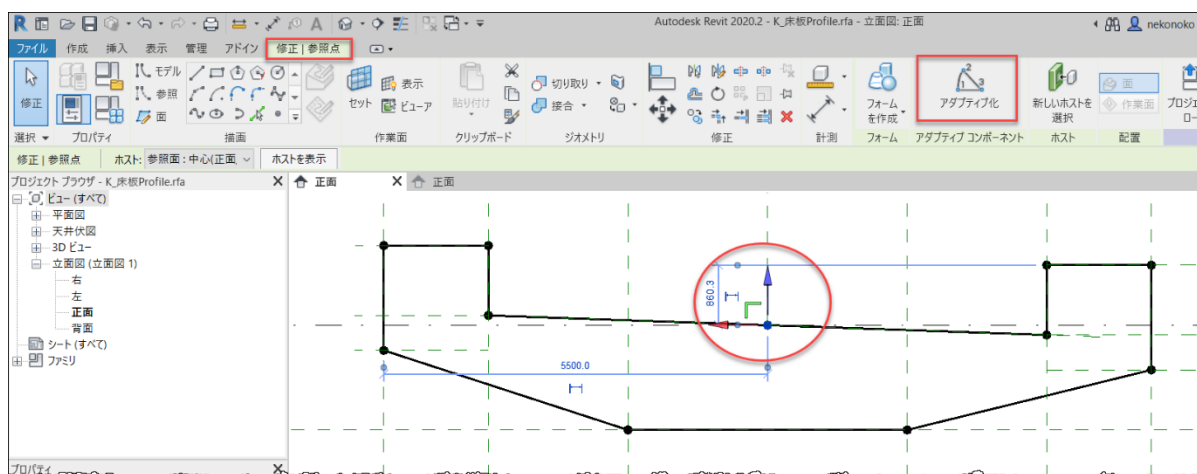 Autodesk Revit 2020.2 - K_床板Profile.rfa - 立面図: 正面
nekonoko
ファイル 作成 挿入 表示 管理 アドイン 修正 | 参照点
修正
モデル
参照
面
セット
表示
ビューア
貼り付け
切り取り
接合
フォーム
を作成
アダプティブ化
新しいホストを
選択
面
作業面
プロジェ
ロー
選択 プロパティ 描画 作業面 クリップボード ジオメトリ 修正 計測 フォーム アダプティブ コンポーネント ホスト 配置
修正 | 参照点 ホスト: 参照面 : 中心(正面 ホストを表示
プロジェクト ブラウザ - K_床板Profile.rfa X
正面 X 正面
ビュー (すべて)
平面図
天井伏図
3D ビュー
立面図 (立面図 1)
右
左
正面
背面
シート (すべて)
ファミリ
860.3
5500.0
プロパティ X